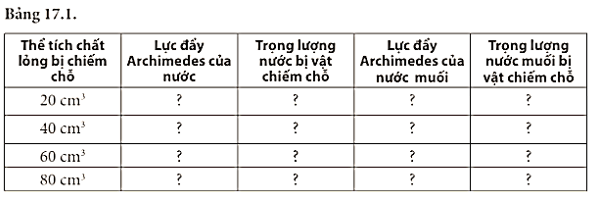 Bảng 17.1.
Thể tích chất lỏng bị chiếm chỗ | Lực đẩy Archimedes của nước | Trọng lượng nước bị vật chiếm chỗ | Lực đẩy Archimedes của nước muối | Trọng lượng nước muối bị vật chiếm chỗ
20 cm³ | ? | ? | ? | ?
40 cm³ | ? | ? | ? | ?
60 cm³ | ? | ? | ? | ?
80 cm³ | ? | ? | ? | ?